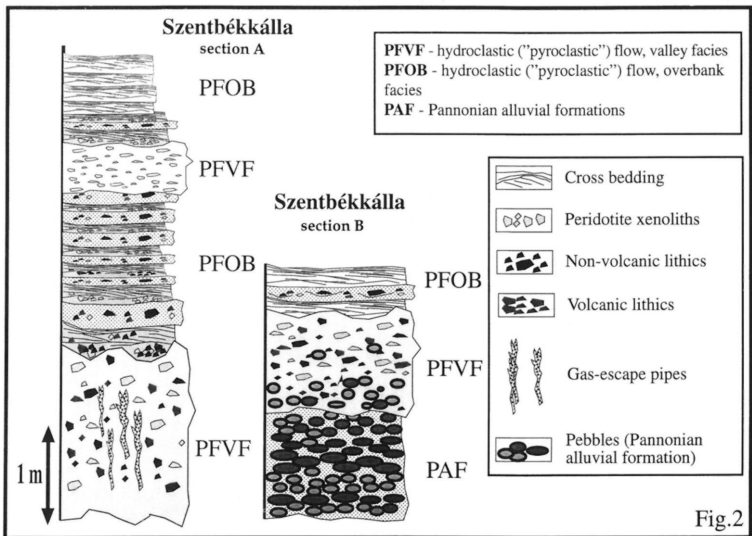 Szentbékkálla
section A
PFOB
PFVF
PFOB
PFVF
1m
Szentbékkálla
section B
PFOB
PFVF
PAF
PFVF - hydroclastic ("pyroclastic") flow, valley facies
PFOB - hydroclastic ("pyroclastic") flow, overbank
facies
PAF - Pannonian alluvial formations
Cross bedding
Peridotite xenoliths
Non-volcanic lithics
Volcanic lithics
Gas-escape pipes
Pebbles (Pannonian
alluvial formation)
Fig.2